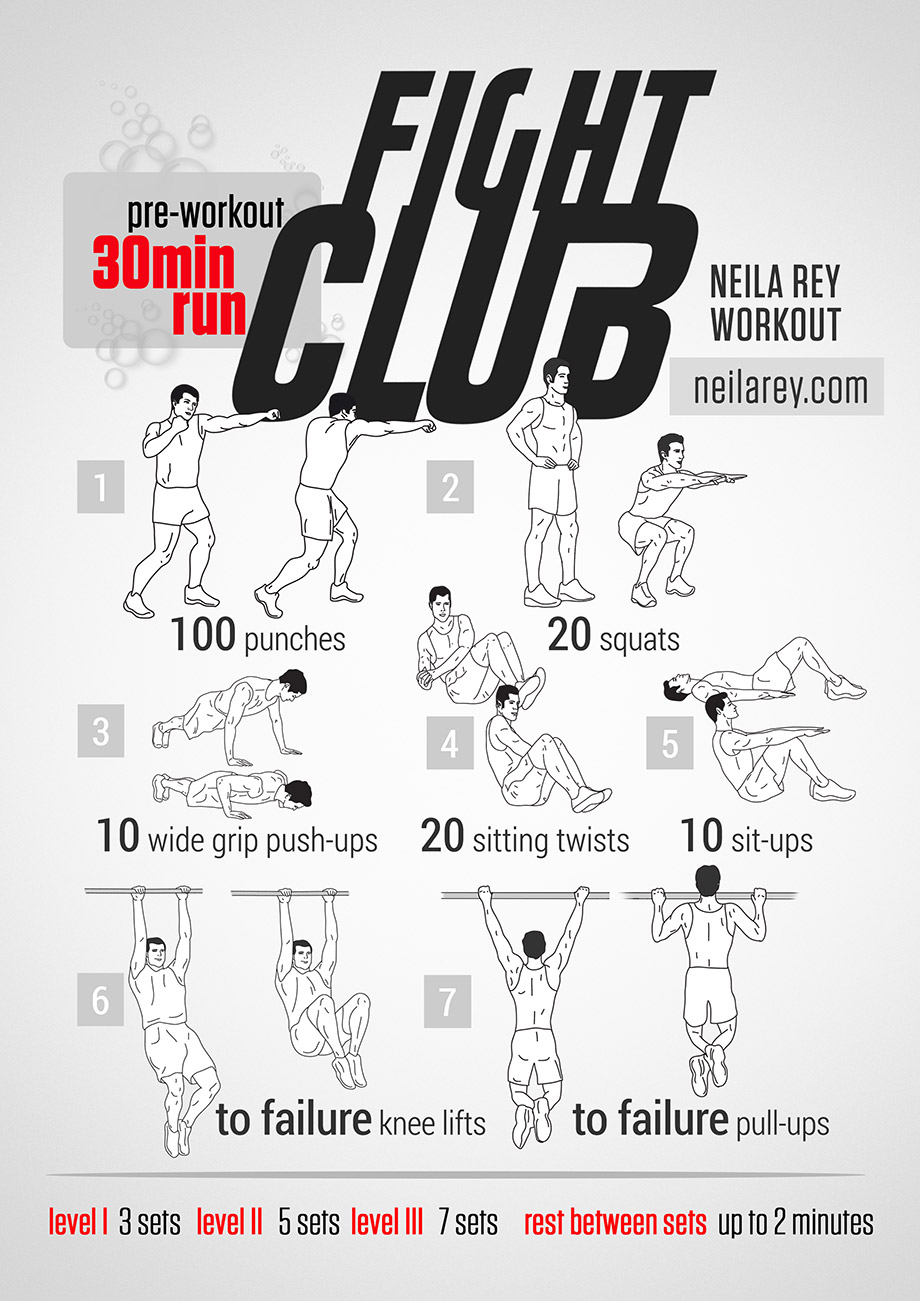 FIGHT
CLUB
pre-workout
30min
run
NEILA REY
WORKOUT
neilarey.com
1
2
100 punches
20 squats
3
4
5
10 wide grip push-ups
20 sitting twists
10 sit-ups
6
7
to failure knee lifts
to failure pull-ups
level I 3 sets level II 5 sets level III 7 sets rest between sets up to 2 minutes